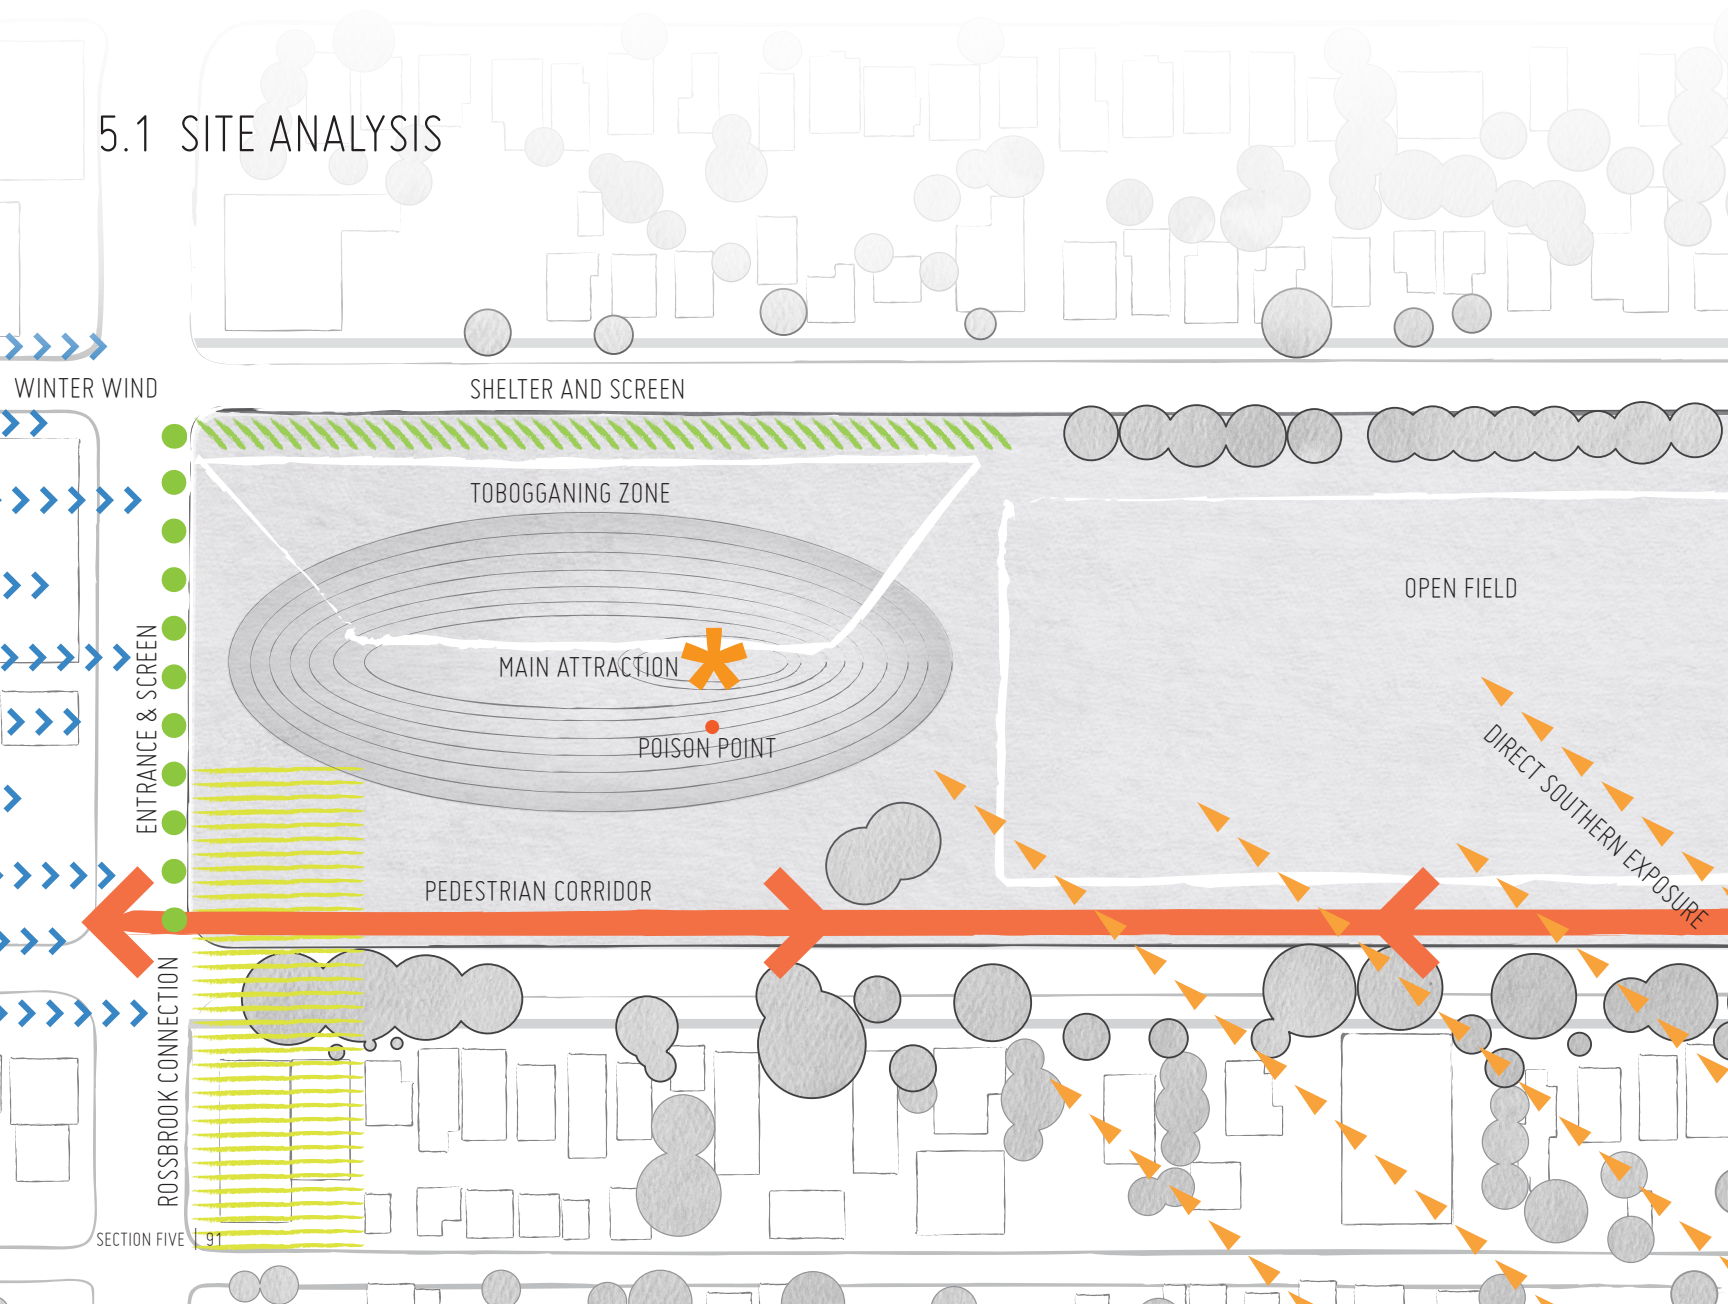 5.1 SITE ANALYSIS
WINTER WIND
SHELTER AND SCREEN
TOBOGGANING ZONE
OPEN FIELD
MAIN ATTRACTION
ENTRANCE & SCREEN
POISON POINT
DIRECT SOUTHERN EXPOSURE
PEDESTRIAN CORRIDOR
ROSSBROOK CONNECTION
SECTION FIVE | 91